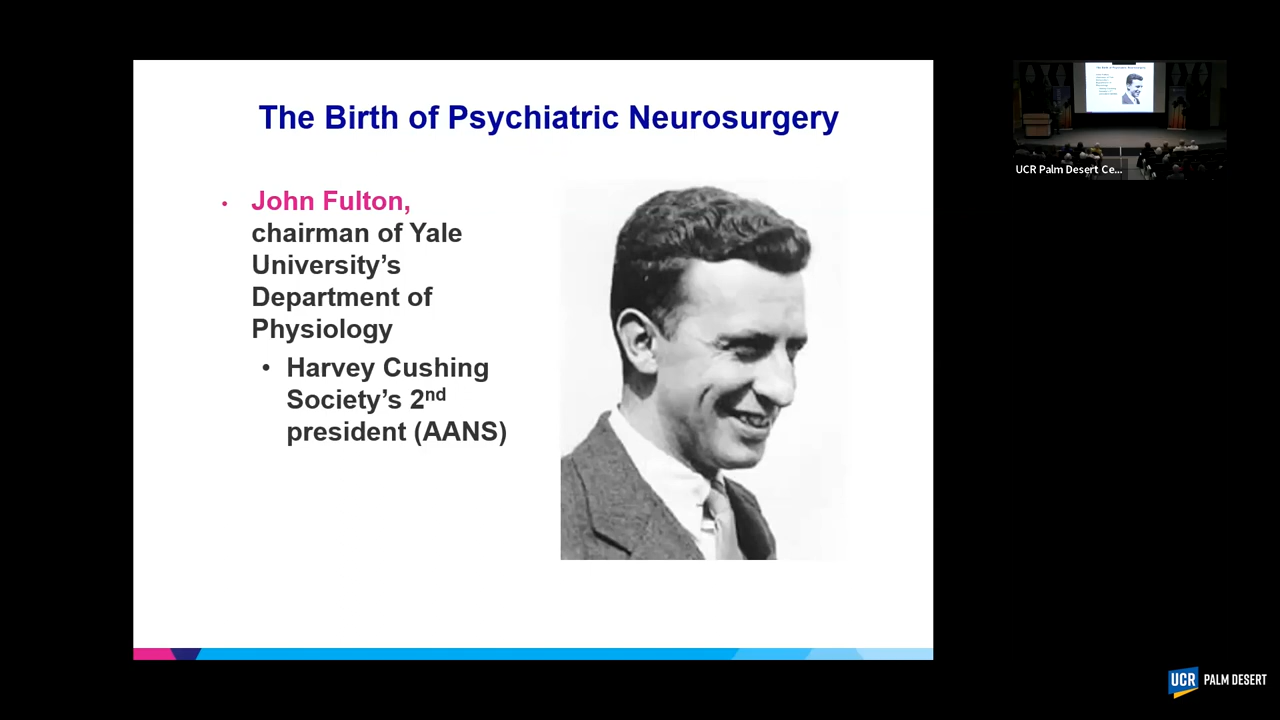 The Birth of Psychiatric Neurosurgery
• John Fulton,
chairman of Yale
University’s
Department of
Physiology
• Harvey Cushing
Society’s 2nd
president (AANS)
UCR Palm Desert Ce...
UCR PALM DESERT